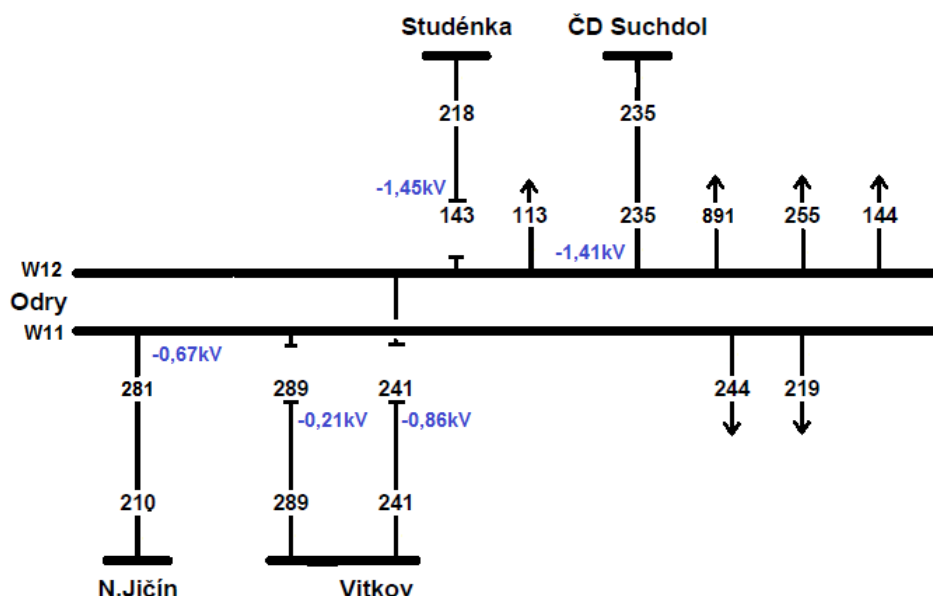 Studénka ČD Suchdol
218 235
-1,45kV
143 113 235 891 255 144
-1,41kV
W12
Odry
W11
-0,67kV
281 289 241 244 219
-0,21kV -0,86kV
210 289 241
N.Jičín Vitkov